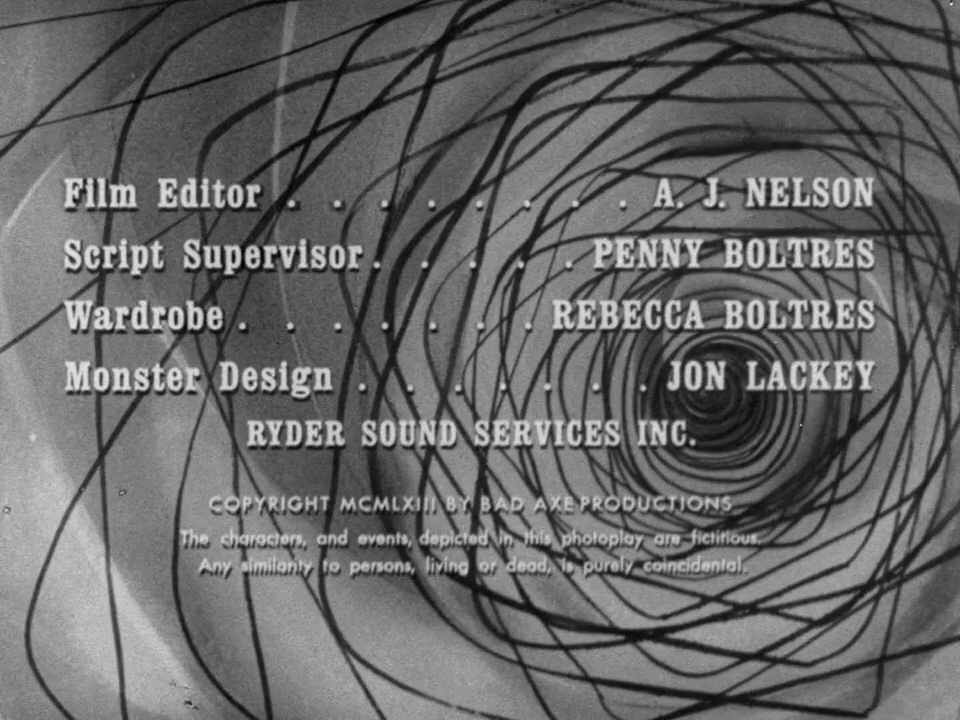 Film Editor . . . . . . . . A. J. NELSON
Script Supervisor . . . . . PENNY BOLTRES
Wardrobe . . . . . . . REBECCA BOLTRES
Monster Design . . . . . . . JON LACKEY
RYDER SOUND SERVICES INC.
COPYRIGHT MCMLXIII BY BAD AXE PRODUCTIONS
The characters, and events, depicted in this photoplay are fictitious.
Any similarity to persons, living or dead, is purely coincidental.